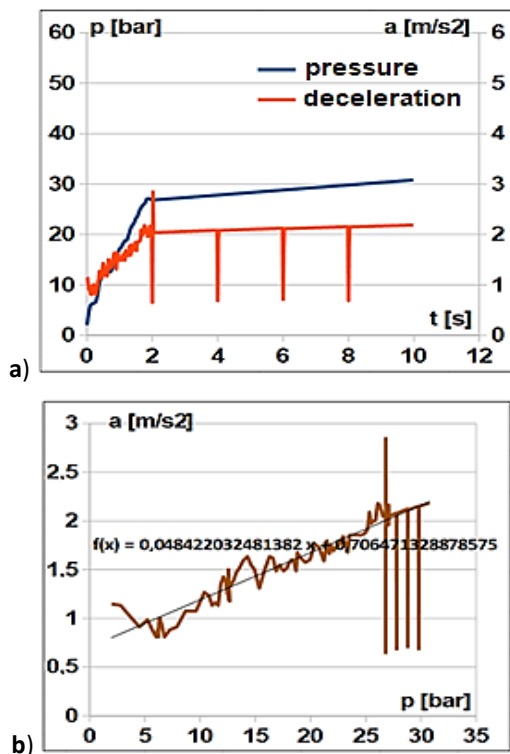 p [bar] a [m/s2]
60 6
50 5
40 4
30 3
20 2
10 1
0 0
pressure
deceleration
t [s]
0 2 4 6 8 10 12
a)
a [m/s2]
3
2.5
2
1.5
1
0.5
0
f(x) = 0,048422032481382 x + 0,706471328878575
p [bar]
0 5 10 15 20 25 30 35
b)